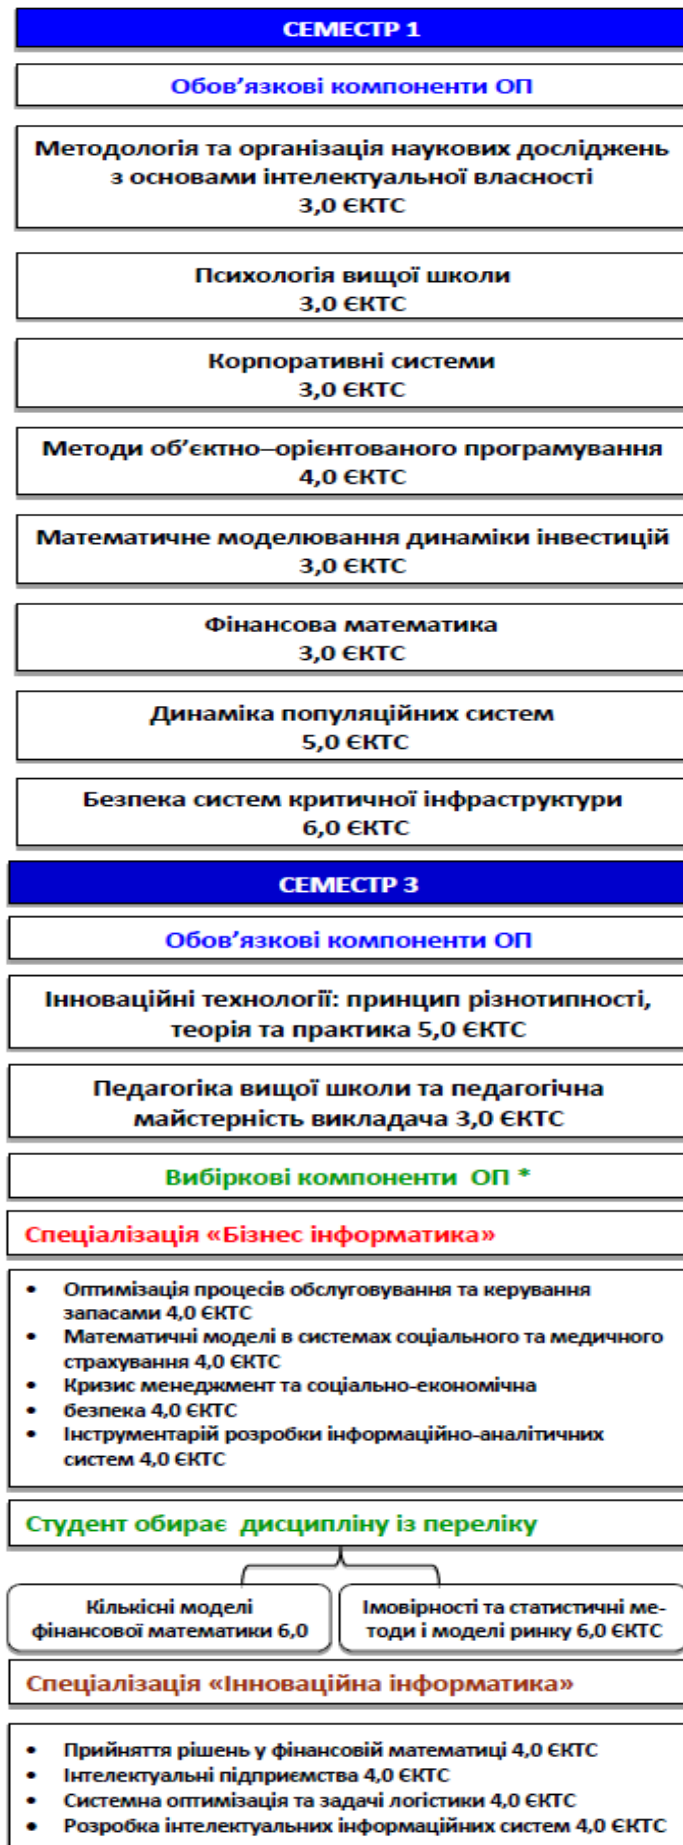 СЕМЕСТР 1
Обов’язкові компоненти ОП
Методологія та організація наукових досліджень
з основами інтелектуальної власності
3,0 ЄКТС
Психологія вищої школи
3,0 ЄКТС
Корпоративні системи
3,0 ЄКТС
Методи об’єктно–орієнтованого програмування
4,0 ЄКТС
Математичне моделювання динаміки інвестицій
3,0 ЄКТС
Фінансова математика
3,0 ЄКТС
Динаміка популяційних систем
5,0 ЄКТС
Безпека систем критичної інфраструктури
6,0 ЄКТС
СЕМЕСТР 3
Обов’язкові компоненти ОП
Інноваційні технології: принцип різнотипності,
теорія та практика 5,0 ЄКТС
Педагогіка вищої школи та педагогічна
майстерність викладача 3,0 ЄКТС
Вибіркові компоненти ОП *
Спеціалізація «Бізнес інформатика»
• Оптимізація процесів обслуговування та керування
запасами 4,0 ЄКТС
• Математичні моделі в системах соціального та медичного
страхування 4,0 ЄКТС
• Кризис менеджмент та соціально-економічна
• безпека 4,0 ЄКТС
• Інструментарій розробки інформаційно-аналітичних
систем 4,0 ЄКТС
Студент обирає дисципліну із переліку
Кількісні моделі
фінансової математики 6,0
Імовірності та статистичні ме-
тоди і моделі ринку 6,0 ЄКТС
Спеціалізація «Інноваційна інформатика»
• Прийняття рішень у фінансовій математиці 4,0 ЄКТС
• Інтелектуальні підприємства 4,0 ЄКТС
• Системна оптимізація та задачі логістики 4,0 ЄКТС
• Розробка інтелектуальних інформаційних систем 4,0 ЄКТС